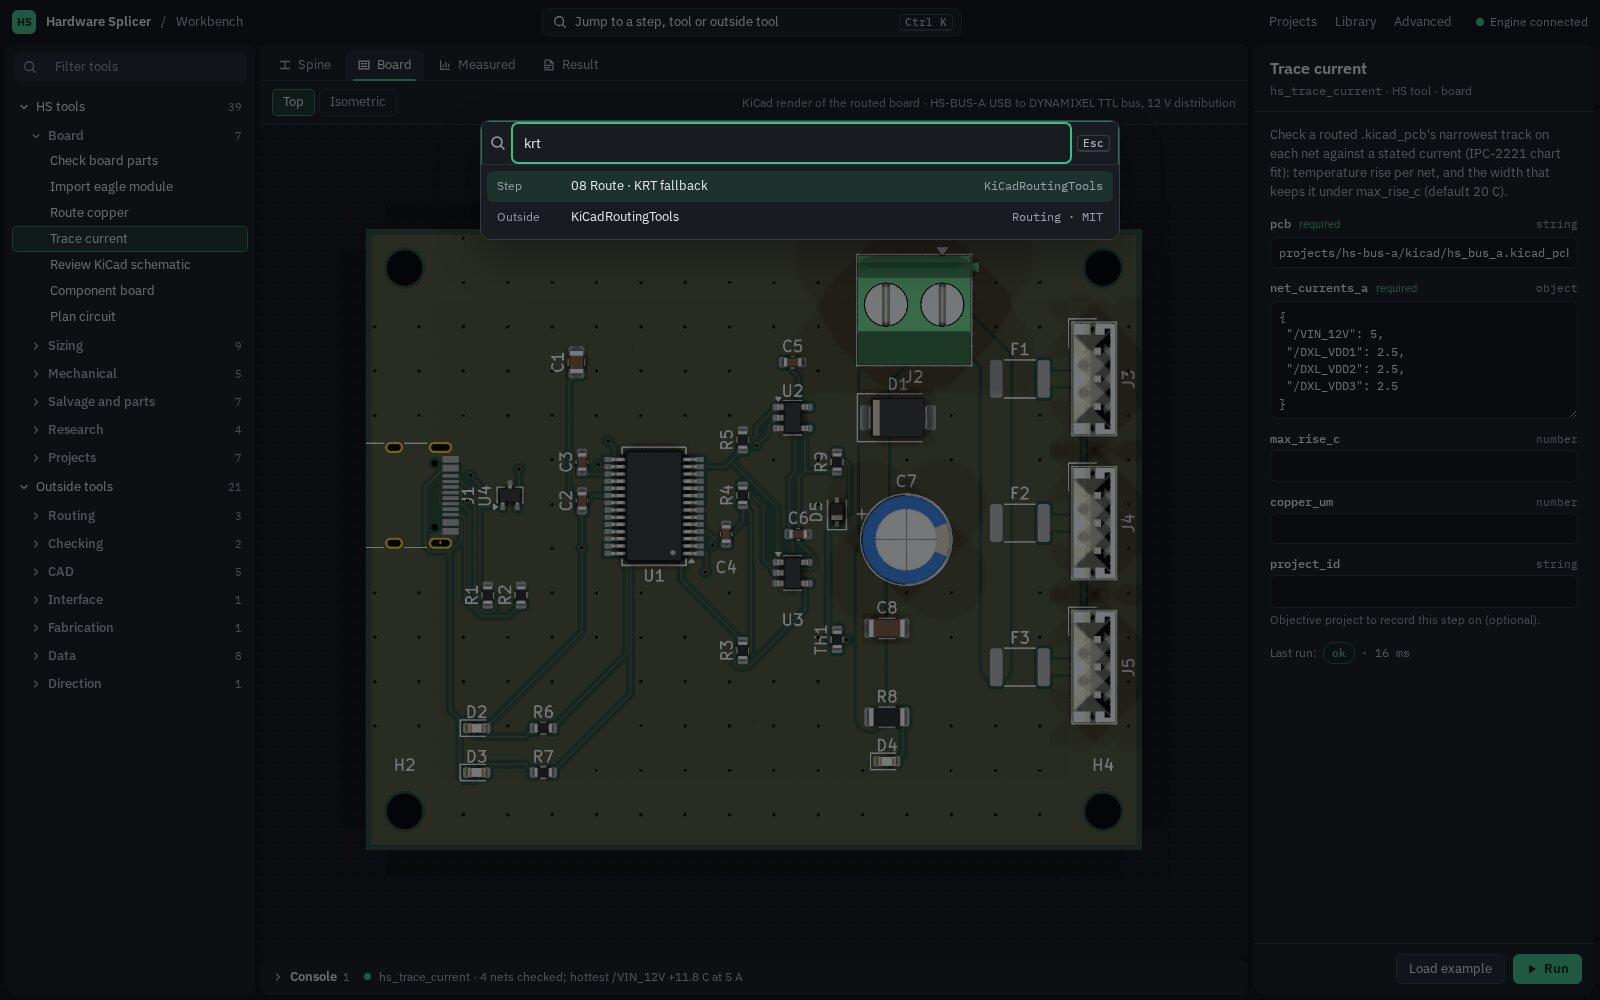 HS Hardware Splicer / Workbench
Jump to a step, tool or outside tool Ctrl K
Projects Library Advanced Engine connected
Filter tools
HS tools 39
Board 7
Check board parts
Import eagle module
Route copper
Trace current
Review KiCad schematic
Component board
Plan circuit
Sizing 9
Mechanical 5
Salvage and parts 7
Research 4
Projects 7
Outside tools 21
Routing 3
Checking 2
CAD 5
Interface 1
Fabrication 1
Data 8
Direction 1
Spine Board Measured Result
Top Isometric
KiCad render of the routed board · HS-BUS-A USB to DYNAMIXEL TTL bus, 12 V distribution
krt Esc
Step 08 Route · KRT fallback KiCadRoutingTools
Outside KiCadRoutingTools Routing · MIT
C1
C5
F1
J3
D1
J2
U2
R5
R9
C3
C2
J1
U4
R4
C7
F2
J4
D5
C6
+
C4
U1
R1
R2
C8
U3
TH1
R3
F3
J5
R8
D2
R6
D4
D3
R7
H2
H4
Console 1 hs_trace_current · 4 nets checked; hottest /VIN_12V +11.8 C at 5 A
Trace current
hs_trace_current · HS tool · board
Check a routed .kicad_pcb's narrowest track on
each net against a stated current (IPC-2221 chart
fit): temperature rise per net, and the width that
keeps it under max_rise_c (default 20 C).
pcb required string
projects/hs-bus-a/kicad/hs_bus_a.kicad_pcb
net_currents_a required object
{
"/VIN_12V": 5,
"/DXL_VDD1": 2.5,
"/DXL_VDD2": 2.5,
"/DXL_VDD3": 2.5
}
max_rise_c number
copper_um number
project_id string
Objective project to record this step on (optional).
Last run: ok · 16 ms
Load example Run